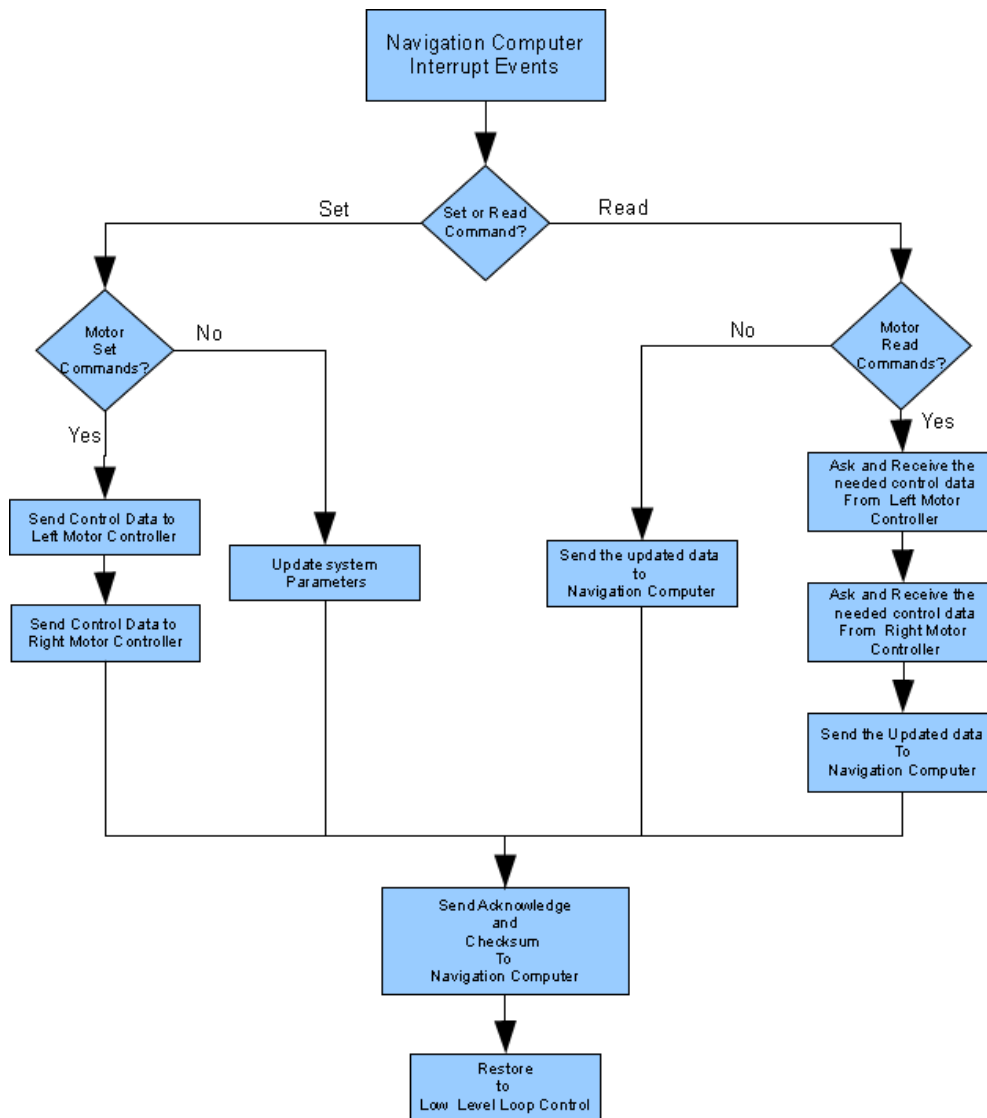 Navigation Computer
Interrupt Events
Set
Set or Read
Command?
Read
Motor
Set
Commands?
No
Yes
No
Motor
Read
Commands?
Yes
Send Control Data to
Left Motor Controller
Send Control Data to
Right Motor Controller
Update system
Parameters
Send the updated data
to
Navigation Computer
Ask and Receive the
needed control data
From Left Motor
Controller
Ask and Receive the
needed control data
From Right Motor
Controller
Send the Updated data
To
Navigation Computer
Send Acknowledge
and
Checksum
To
Navigation Computer
Restore
to
Low Level Loop Control